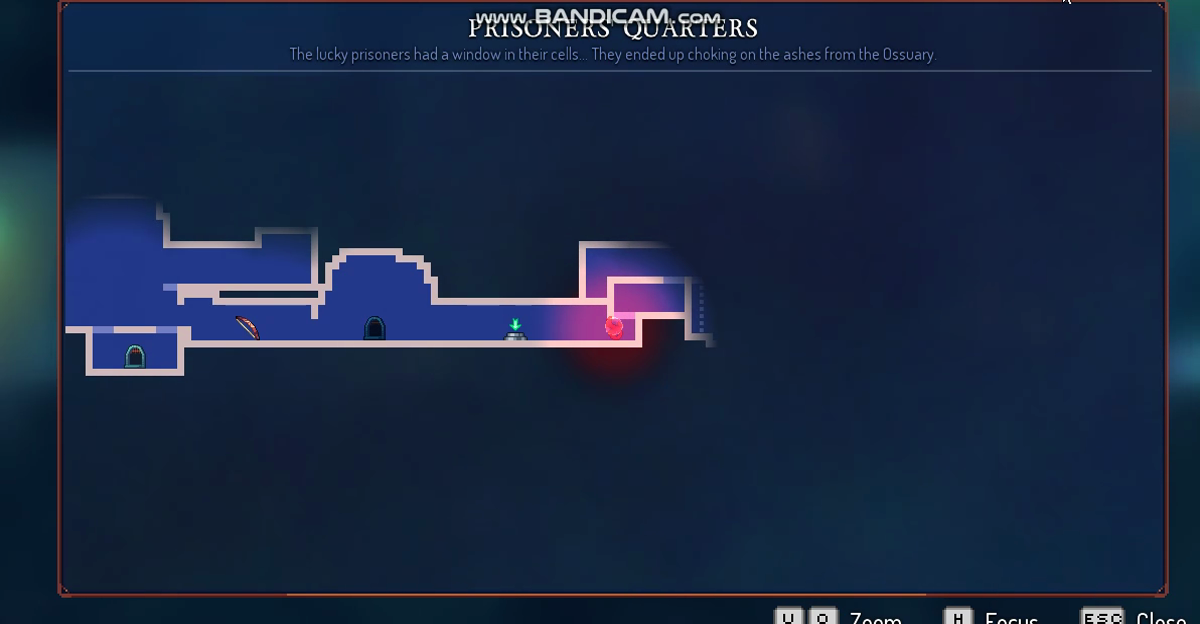 www.BANDICAM.com
PRISONERS' QUARTERS
The lucky prisoners had a window in their cells... They ended up choking on the ashes from the Ossuary.
Zoom Focus ESC Close